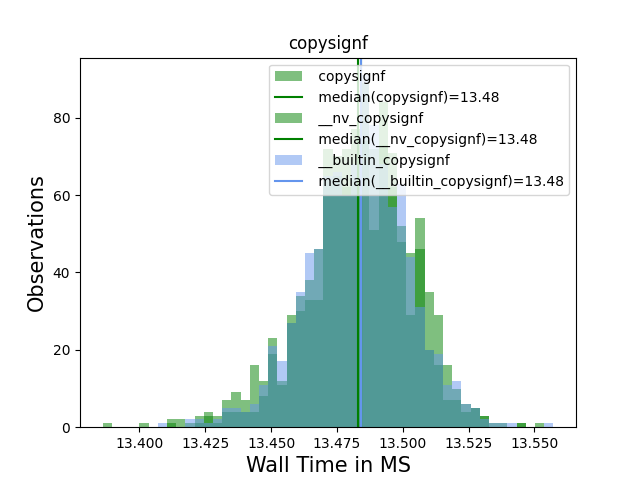 copysignf
copysignf
median(copysignf)=13.48
__nv_copysignf
median(__nv_copysignf)=13.48
__builtin_copysignf
median(__builtin_copysignf)=13.48
Observations
80
60
40
20
0
13.400 13.425 13.450 13.475 13.500 13.525 13.550
Wall Time in MS